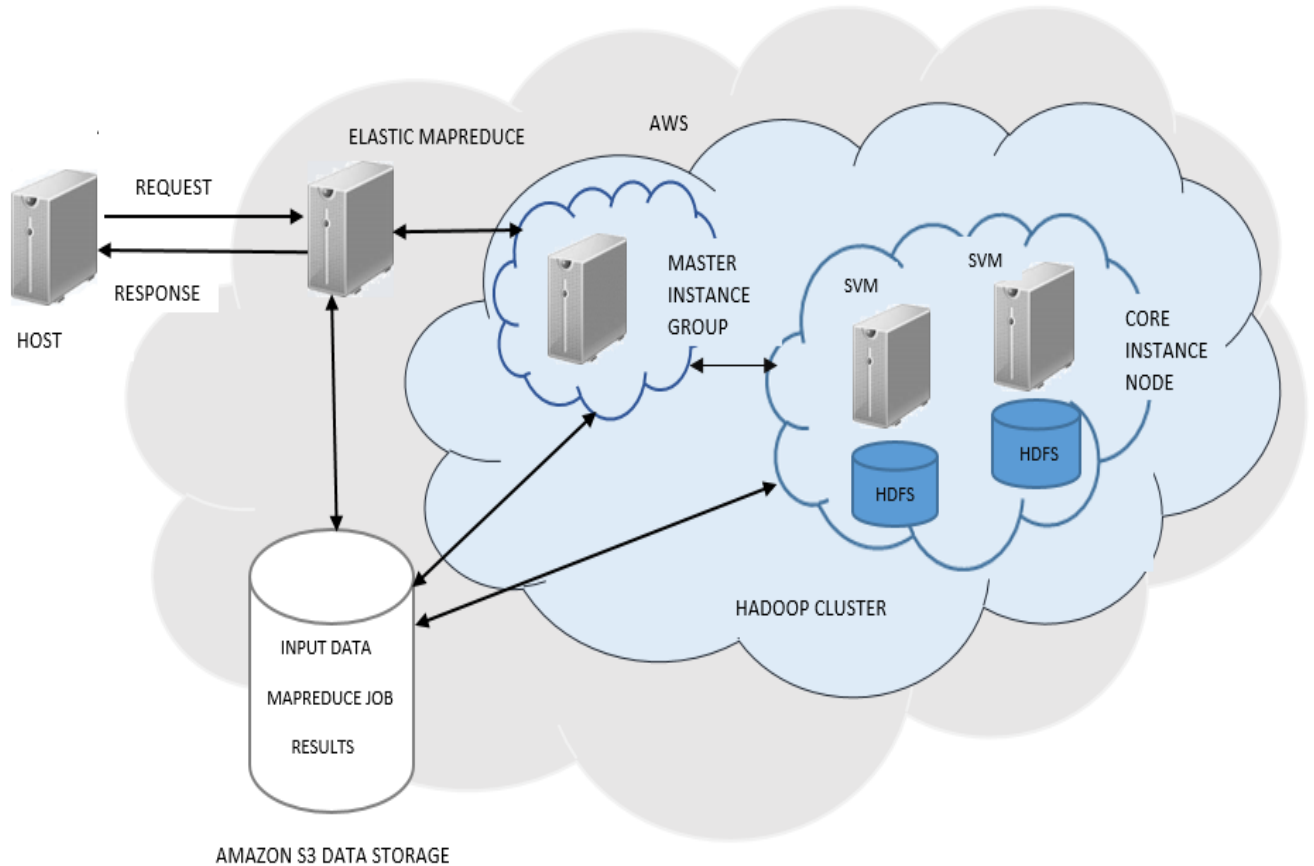 AWS
ELASTIC MAPREDUCE
REQUEST
RESPONSE
HOST
MASTER
INSTANCE
GROUP
SVM
SVM
CORE
INSTANCE
NODE
HDFS
HDFS
HADOOP CLUSTER
INPUT DATA
MAPREDUCE JOB
RESULTS
AMAZON S3 DATA STORAGE